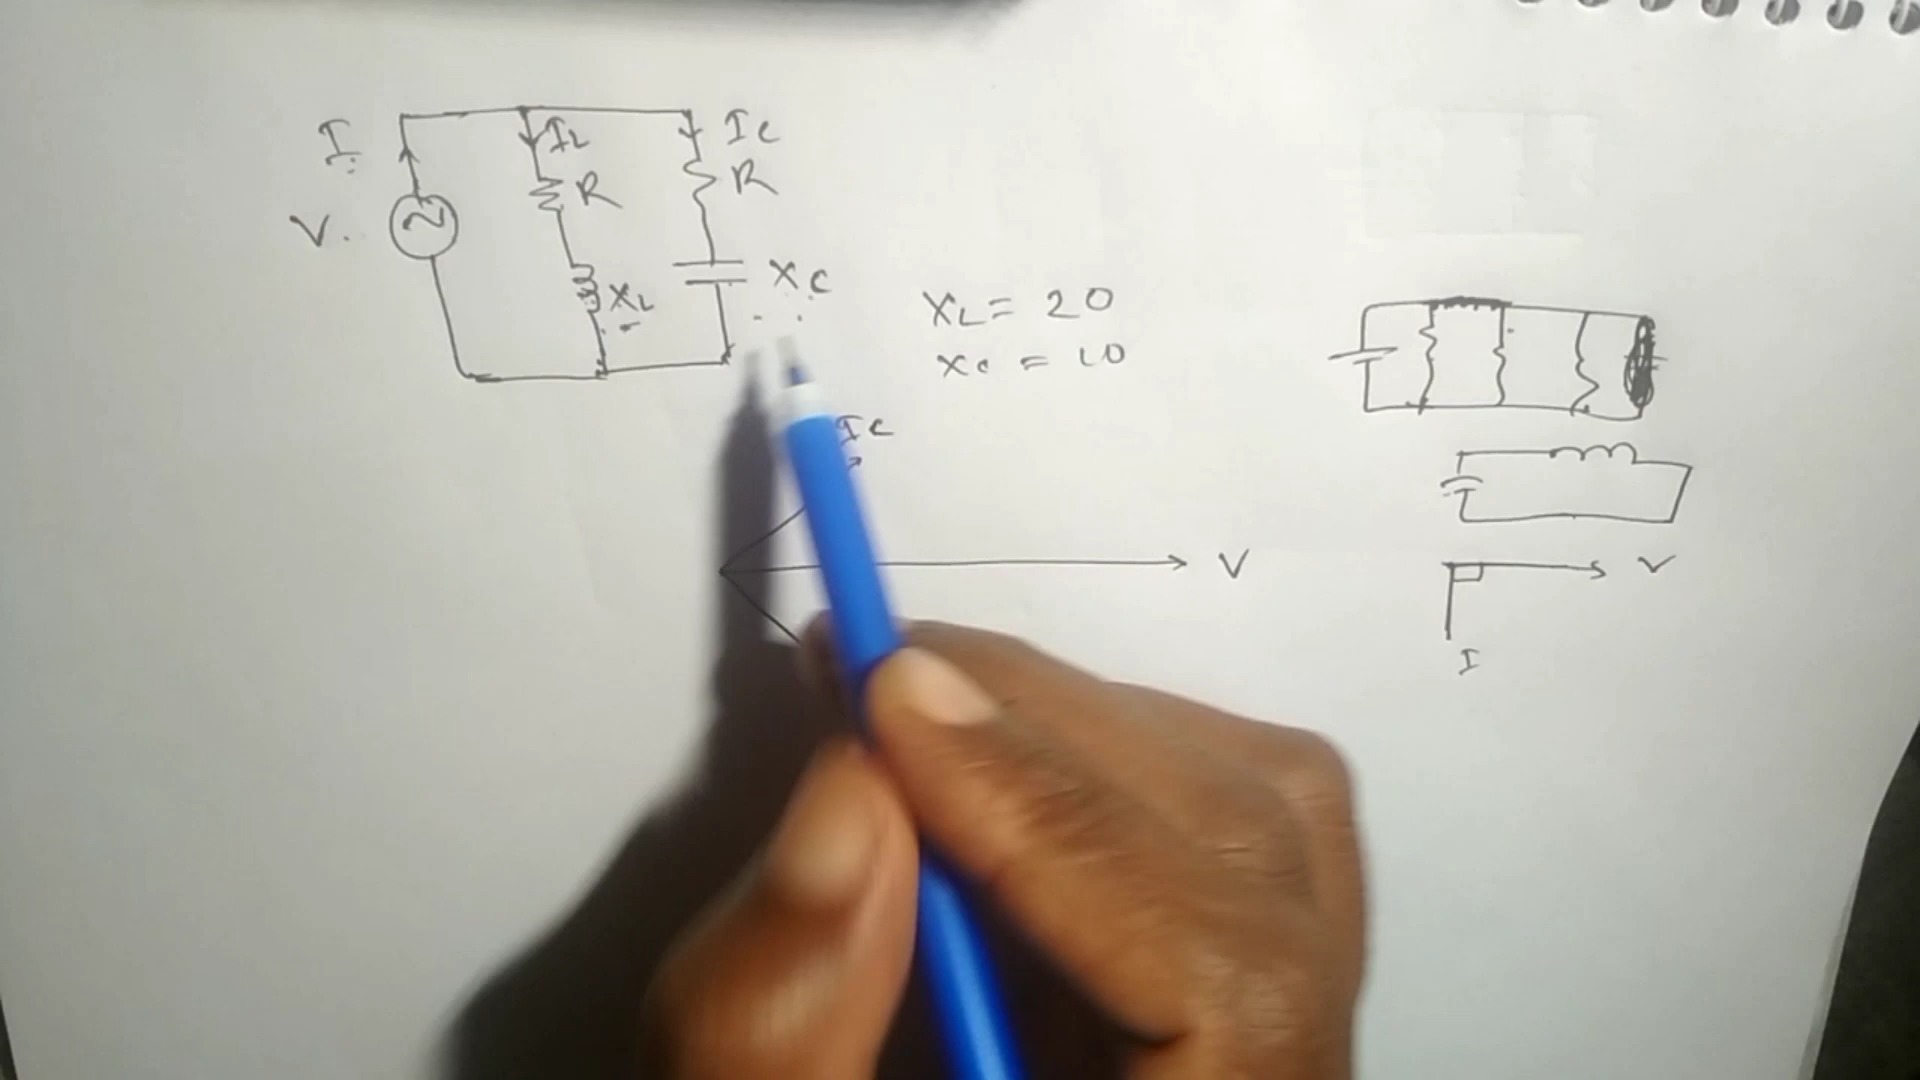 I
V.
IL
R
XL
IC
R
XC
XL = 20
XC = 10
IC
V
V
I